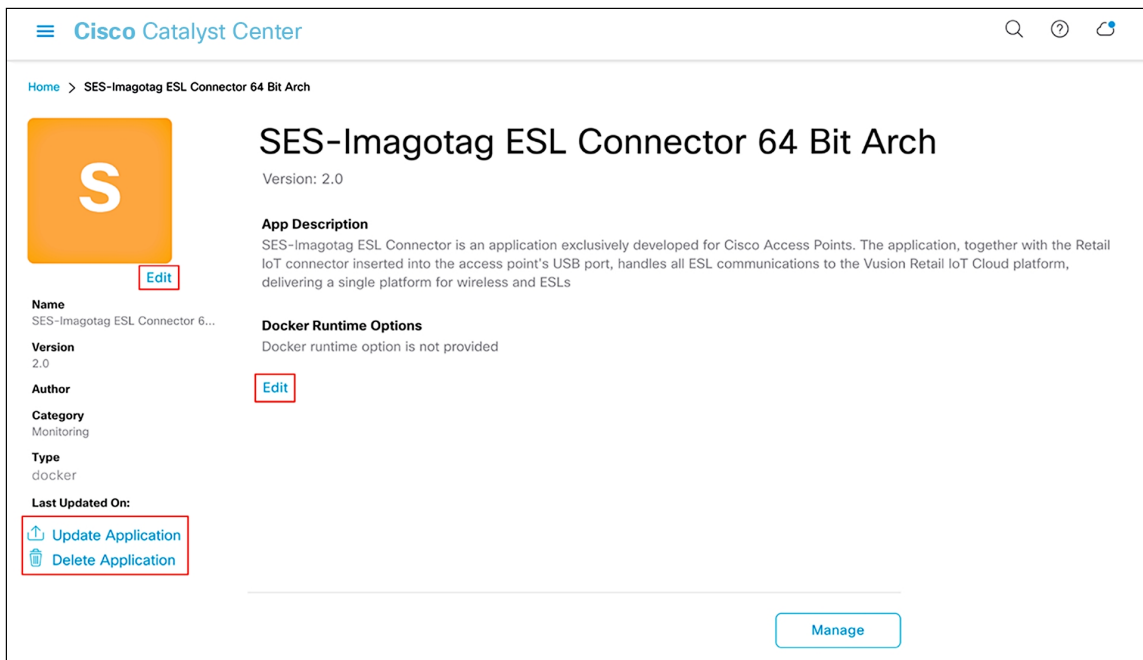 Cisco Catalyst Center
Home > SES-Imagotag ESL Connector 64 Bit Arch
S
Edit
Name
SES-Imagotag ESL Connector 6...
Version
2.0
Author
Category
Monitoring
Type
docker
Last Updated On:
Update Application
Delete Application
SES-Imagotag ESL Connector 64 Bit Arch
Version: 2.0
App Description
SES-Imagotag ESL Connector is an application exclusively developed for Cisco Access Points. The application, together with the Retail
IoT connector inserted into the access point's USB port, handles all ESL communications to the Vusion Retail IoT Cloud platform,
delivering a single platform for wireless and ESLs
Docker Runtime Options
Docker runtime option is not provided
Edit
Manage